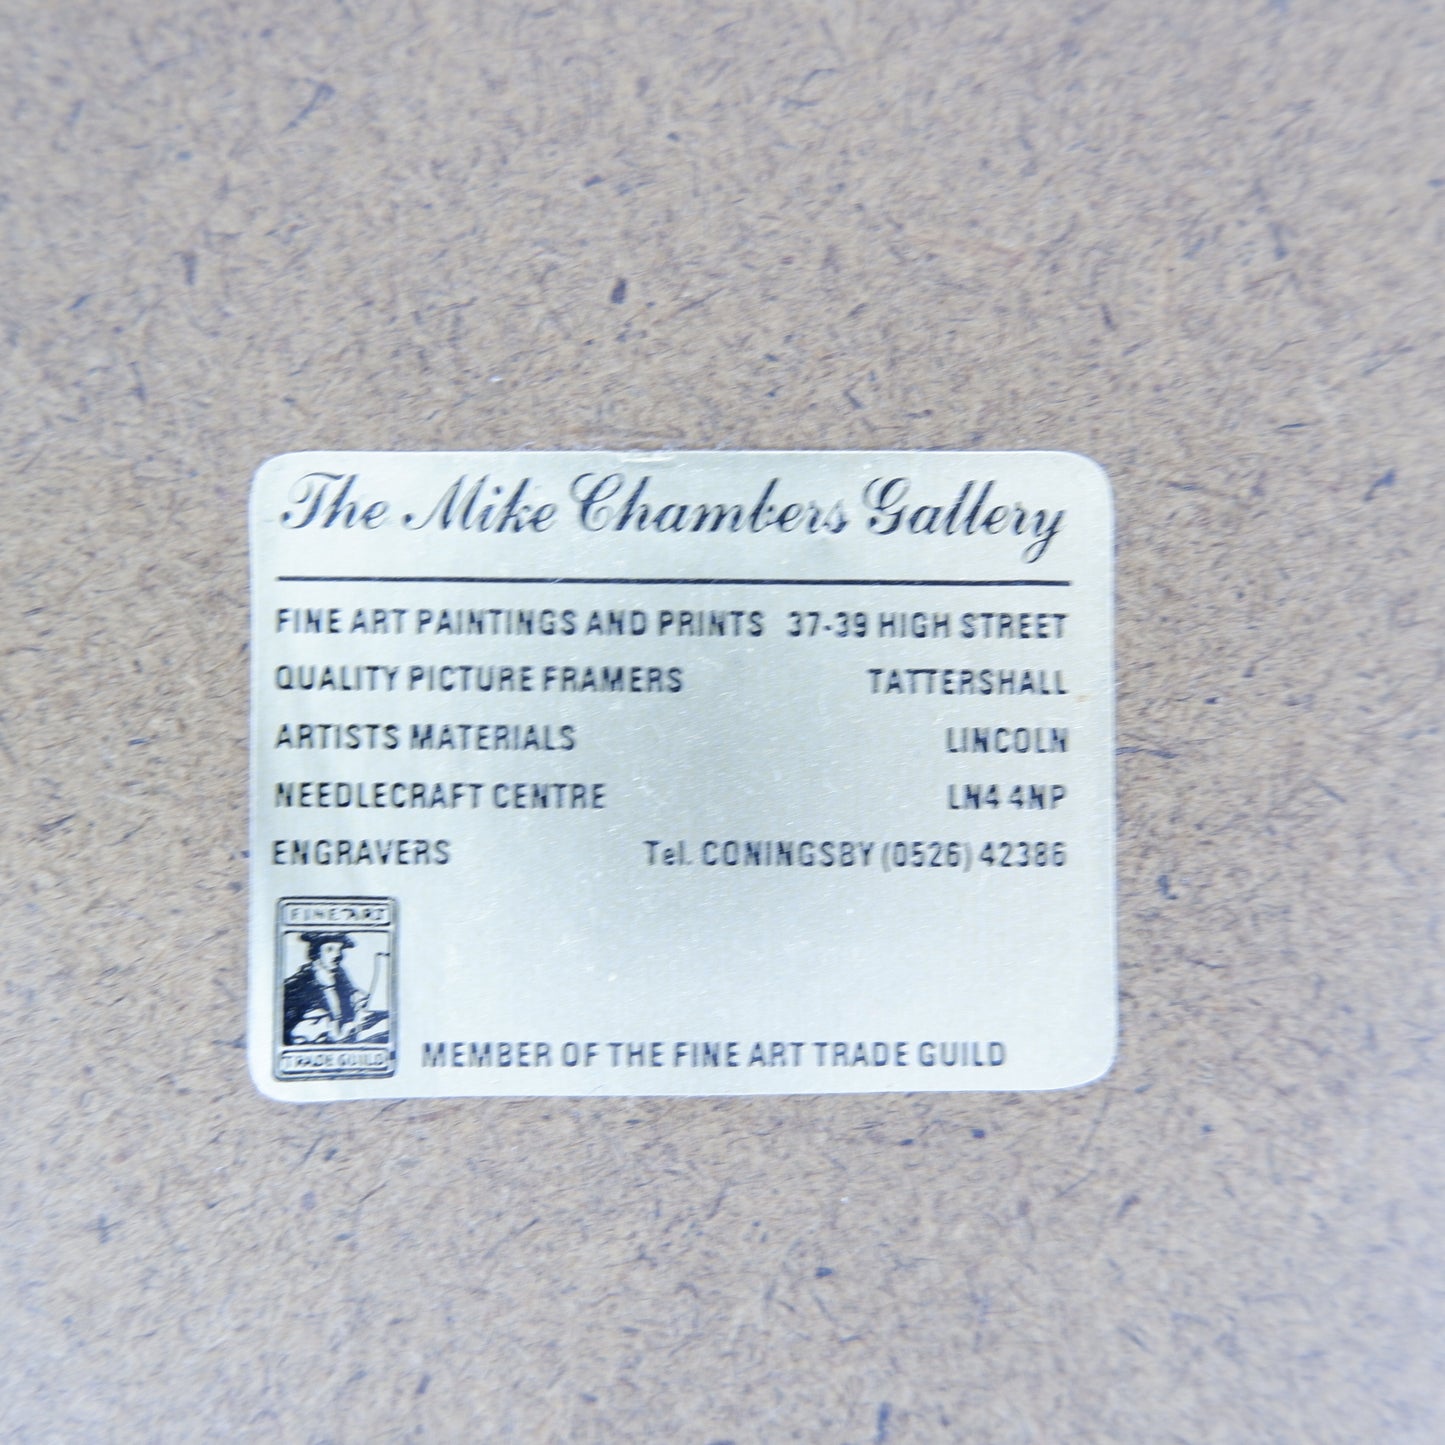 The Mike Chambers Gallery
FINE ART PAINTINGS AND PRINTS 37-39 HIGH STREET
QUALITY PICTURE FRAMERS TATTERSHALL
ARTISTS MATERIALS LINCOLN
NEEDLECRAFT CENTRE LN4 4NP
ENGRAVERS Tel. CONINGSBY (0526) 42386
FINE ART
TRADE GUILD
MEMBER OF THE FINE ART TRADE GUILD